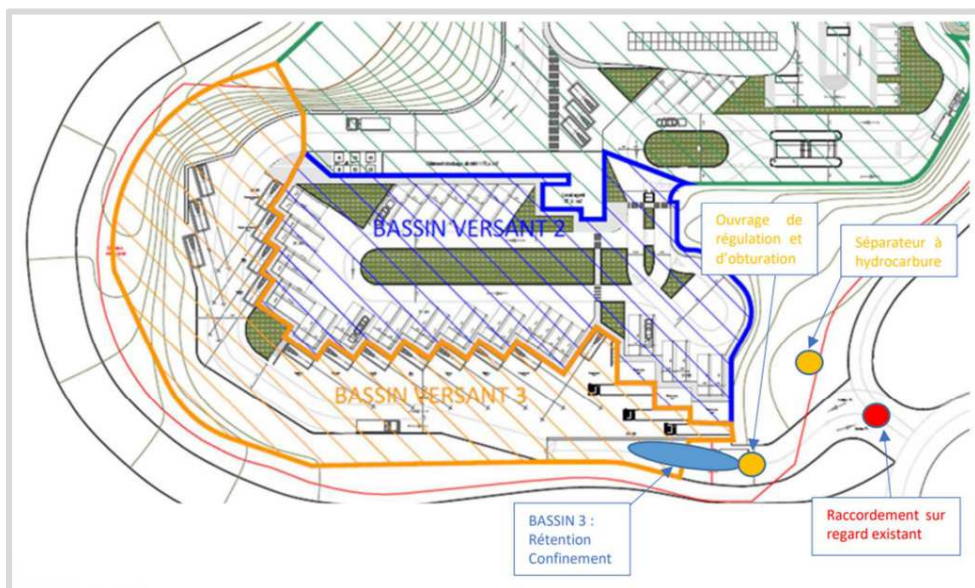 BASSIN VERSANT 2
Ouvrage de
régulation et
d'obturation
Séparateur à
hydrocarbure
BASSIN VERSANT 3
BASSIN 3 :
Rétention
Confinement
Raccordement sur
regard existant